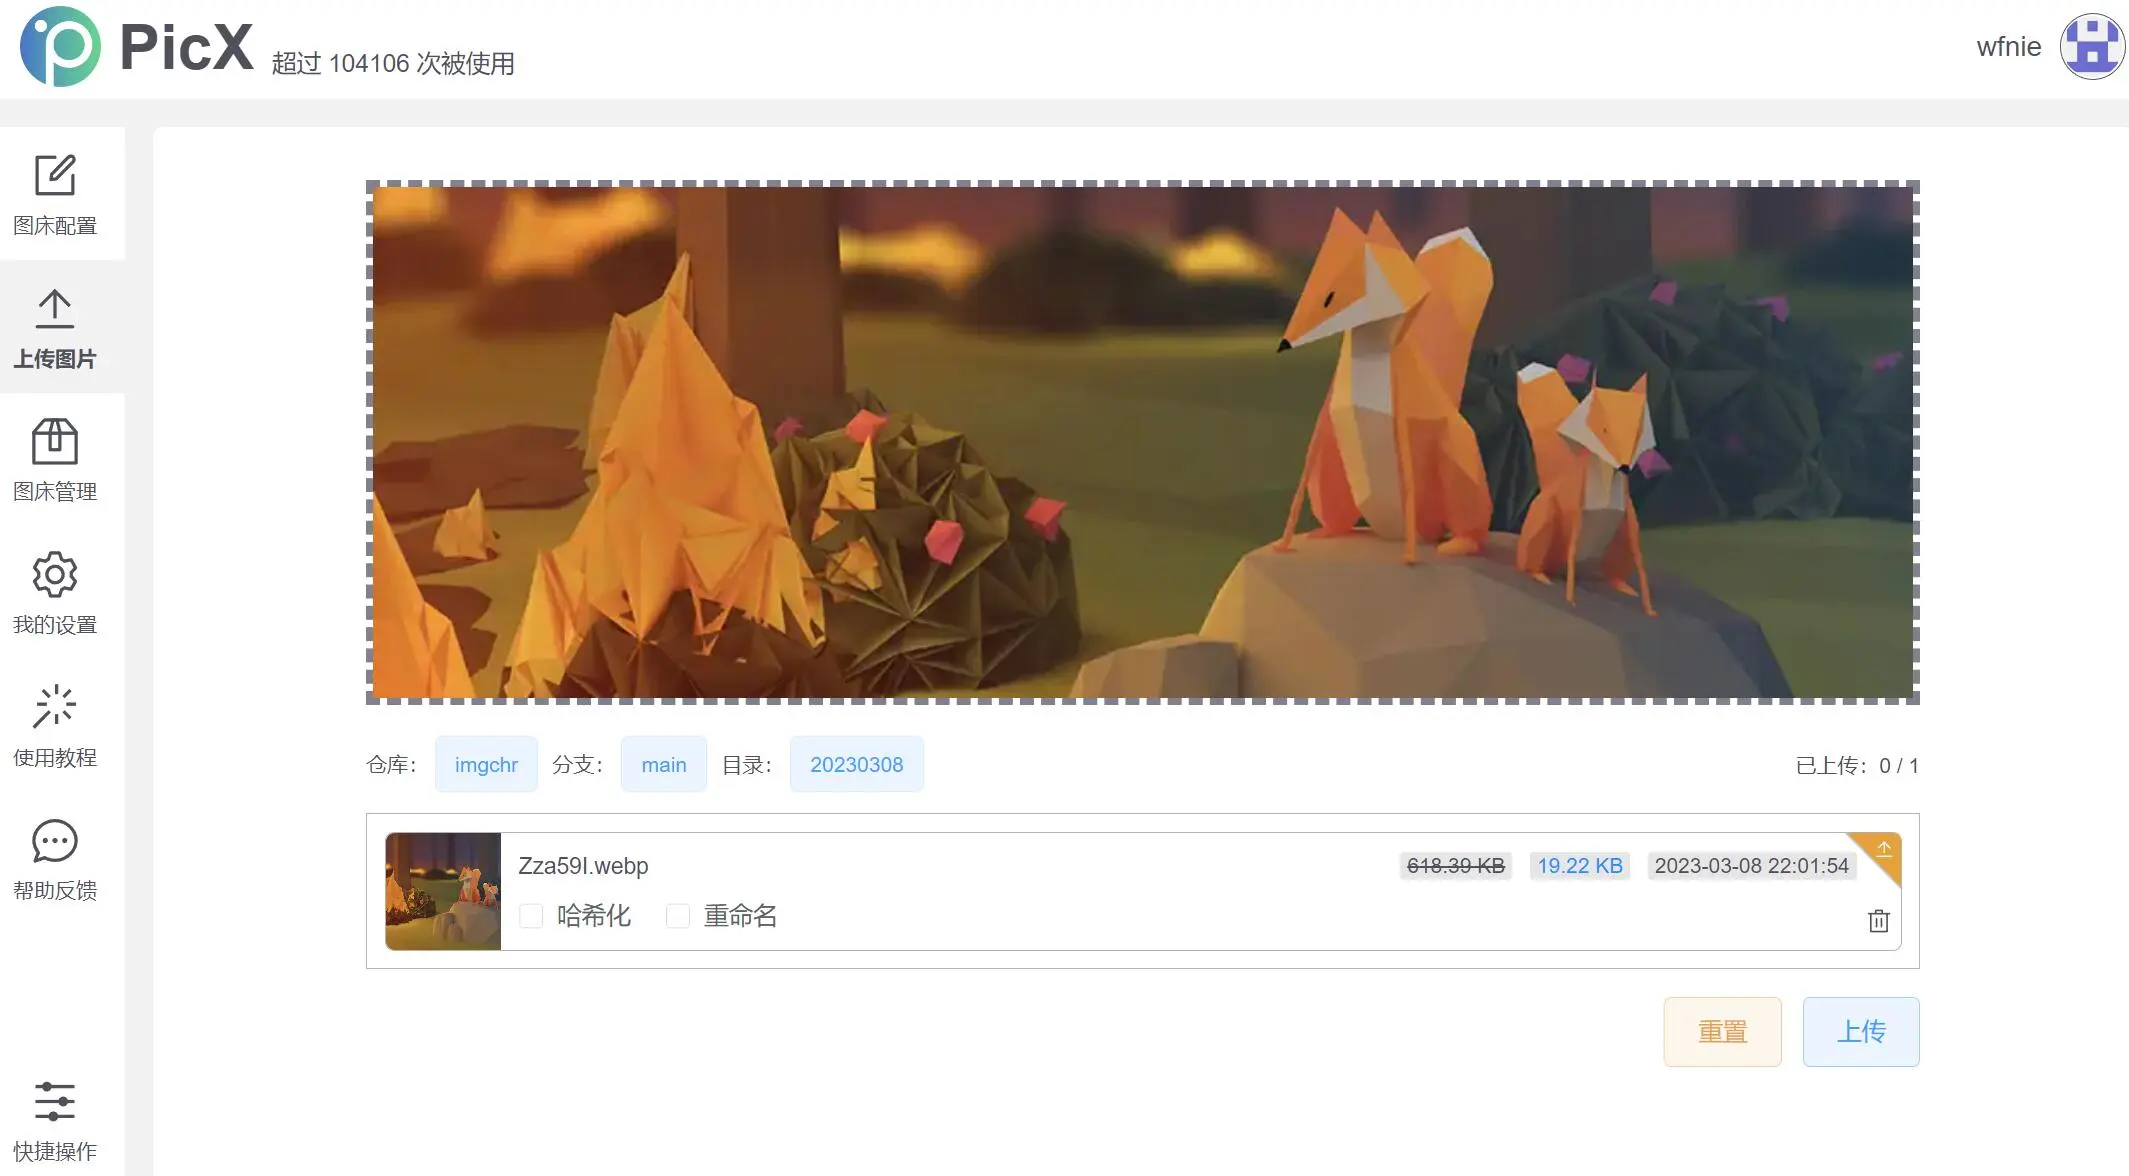 PicX 超过 104106 次被使用
wfnie
图床配置
上传图片
图床管理
我的设置
使用教程
帮助反馈
快捷操作
仓库： imgchr 分支： main 目录： 20230308
已上传：0 / 1
Zza59l.webp
618.39 KB 19.22 KB 2023-03-08 22:01:54
哈希化 重命名
重置 上传